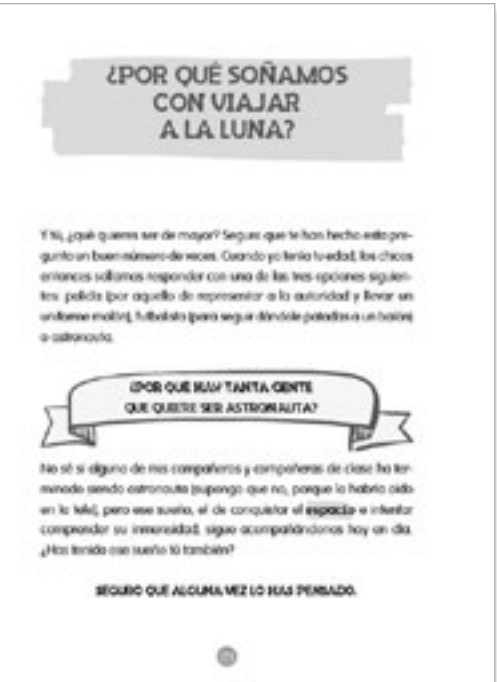 ¿POR QUÉ SOÑAMOS
CON VIAJAR
A LA LUNA?
Y tú, ¿qué quieres ser de mayor? Seguro que te han hecho esta pre-
gunta un buen número de veces. Cuando yo tenía tu edad, los chicos
entonces solíamos responder con una de las tres opciones siguien-
tes: policía (por aquello de representar a la autoridad y llevar un
uniforme molón), futbolista (para seguir dándole patadas a un balón)
o astronauta.
¿POR QUÉ HAY TANTA GENTE
QUE QUIERE SER ASTRONAUTA?
No sé si alguno de mis compañeros y compañeras de clase ha ter-
minado siendo astronauta (supongo que no, porque lo habría oído
en la tele), pero ese sueño, el de conquistar el espacio e intentar
comprender su inmensidad, sigue acompañándonos hoy en día.
¿Has tenido ese sueño tú también?
SEGURO QUE ALGUNA VEZ LO HAS PENSADO.